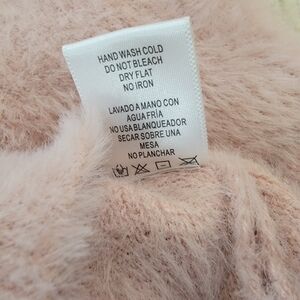 HAND WASH COLD
DO NOT BLEACH
DRY FLAT
NO IRON
LAVADO A MANO CON
AGUA FRÍA
NO USA BLANQUEADOR
SECAR SOBRE UNA
MESA
NO PLANCHAR